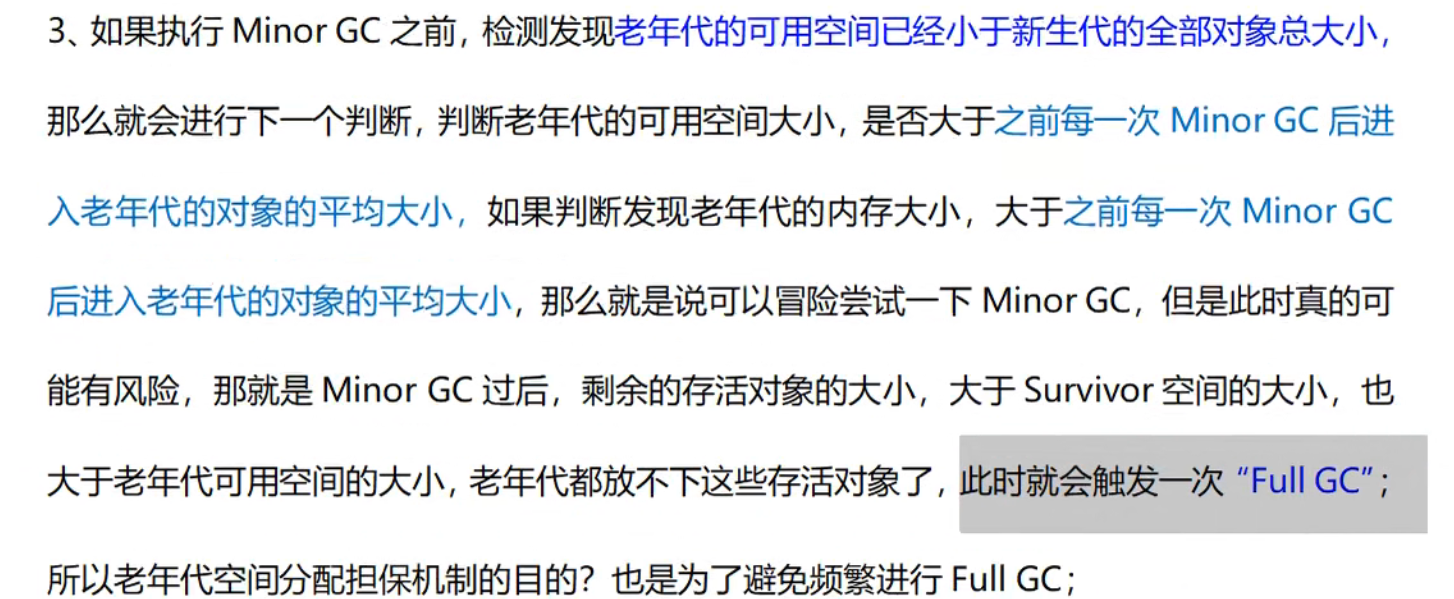 3、如果执行 Minor GC 之前，检测发现老年代的可用空间已经小于新生代的全部对象总大小，
那么就会进行下一个判断，判断老年代的可用空间大小，是否大于之前每一次 Minor GC 后进
入老年代的对象的平均大小，如果判断发现老年代的内存大小，大于之前每一次 Minor GC
后进入老年代的对象的平均大小，那么就是说可以冒险尝试一下 Minor GC，但是此时真的可
能有风险，那就是 Minor GC 过后，剩余的存活对象的大小，大于 Survivor 空间的大小，也
大于老年代可用空间的大小，老年代都放不下这些存活对象了，此时就会触发一次 “Full GC”；
所以老年代空间分配担保机制的目的？也是为了避免频繁进行 Full GC；